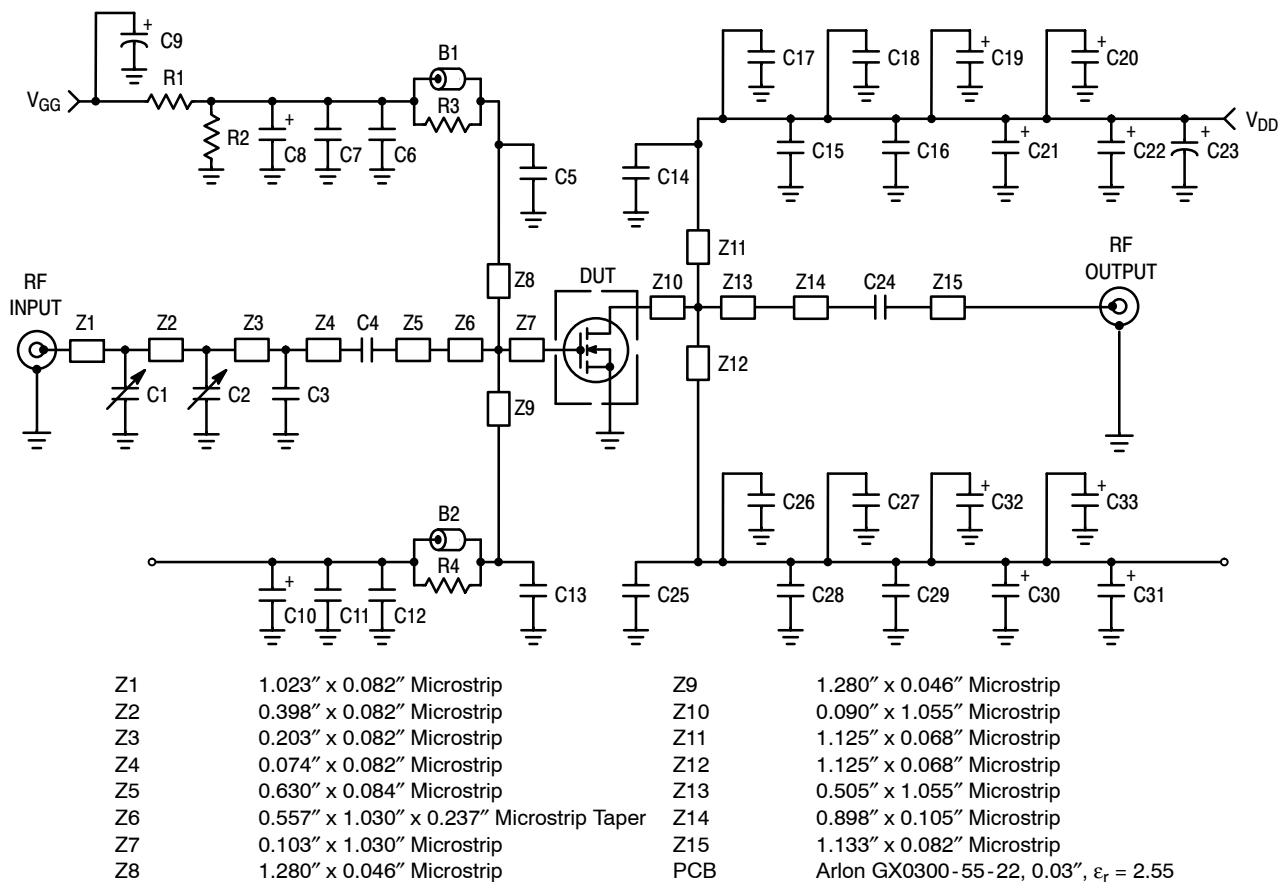 C9
R1
VGG
R2
C8
C7
C6
B1
R3
C5
C17
C18
C19
C20
VDD
C15
C16
C21
C22
C23
C14
Z11
Z8
RF
INPUT
Z1
Z2
Z3
Z4
C4
Z5
Z6
Z7
DUT
Z10
Z13
Z14
C24
Z15
RF
OUTPUT
C1
C2
C3
Z9
Z12
B2
R4
C10
C11
C12
C13
C25
C26
C27
C32
C33
C28
C29
C30
C31
Z1 1.023″ x 0.082″ Microstrip
Z2 0.398″ x 0.082″ Microstrip
Z3 0.203″ x 0.082″ Microstrip
Z4 0.074″ x 0.082″ Microstrip
Z5 0.630″ x 0.084″ Microstrip
Z6 0.557″ x 1.030″ x 0.237″ Microstrip Taper
Z7 0.103″ x 1.030″ Microstrip
Z8 1.280″ x 0.046″ Microstrip
Z9 1.280″ x 0.046″ Microstrip
Z10 0.090″ x 1.055″ Microstrip
Z11 1.125″ x 0.068″ Microstrip
Z12 1.125″ x 0.068″ Microstrip
Z13 0.505″ x 1.055″ Microstrip
Z14 0.898″ x 0.105″ Microstrip
Z15 1.133″ x 0.082″ Microstrip
PCB Arlon GX0300-55-22, 0.03″, εr = 2.55